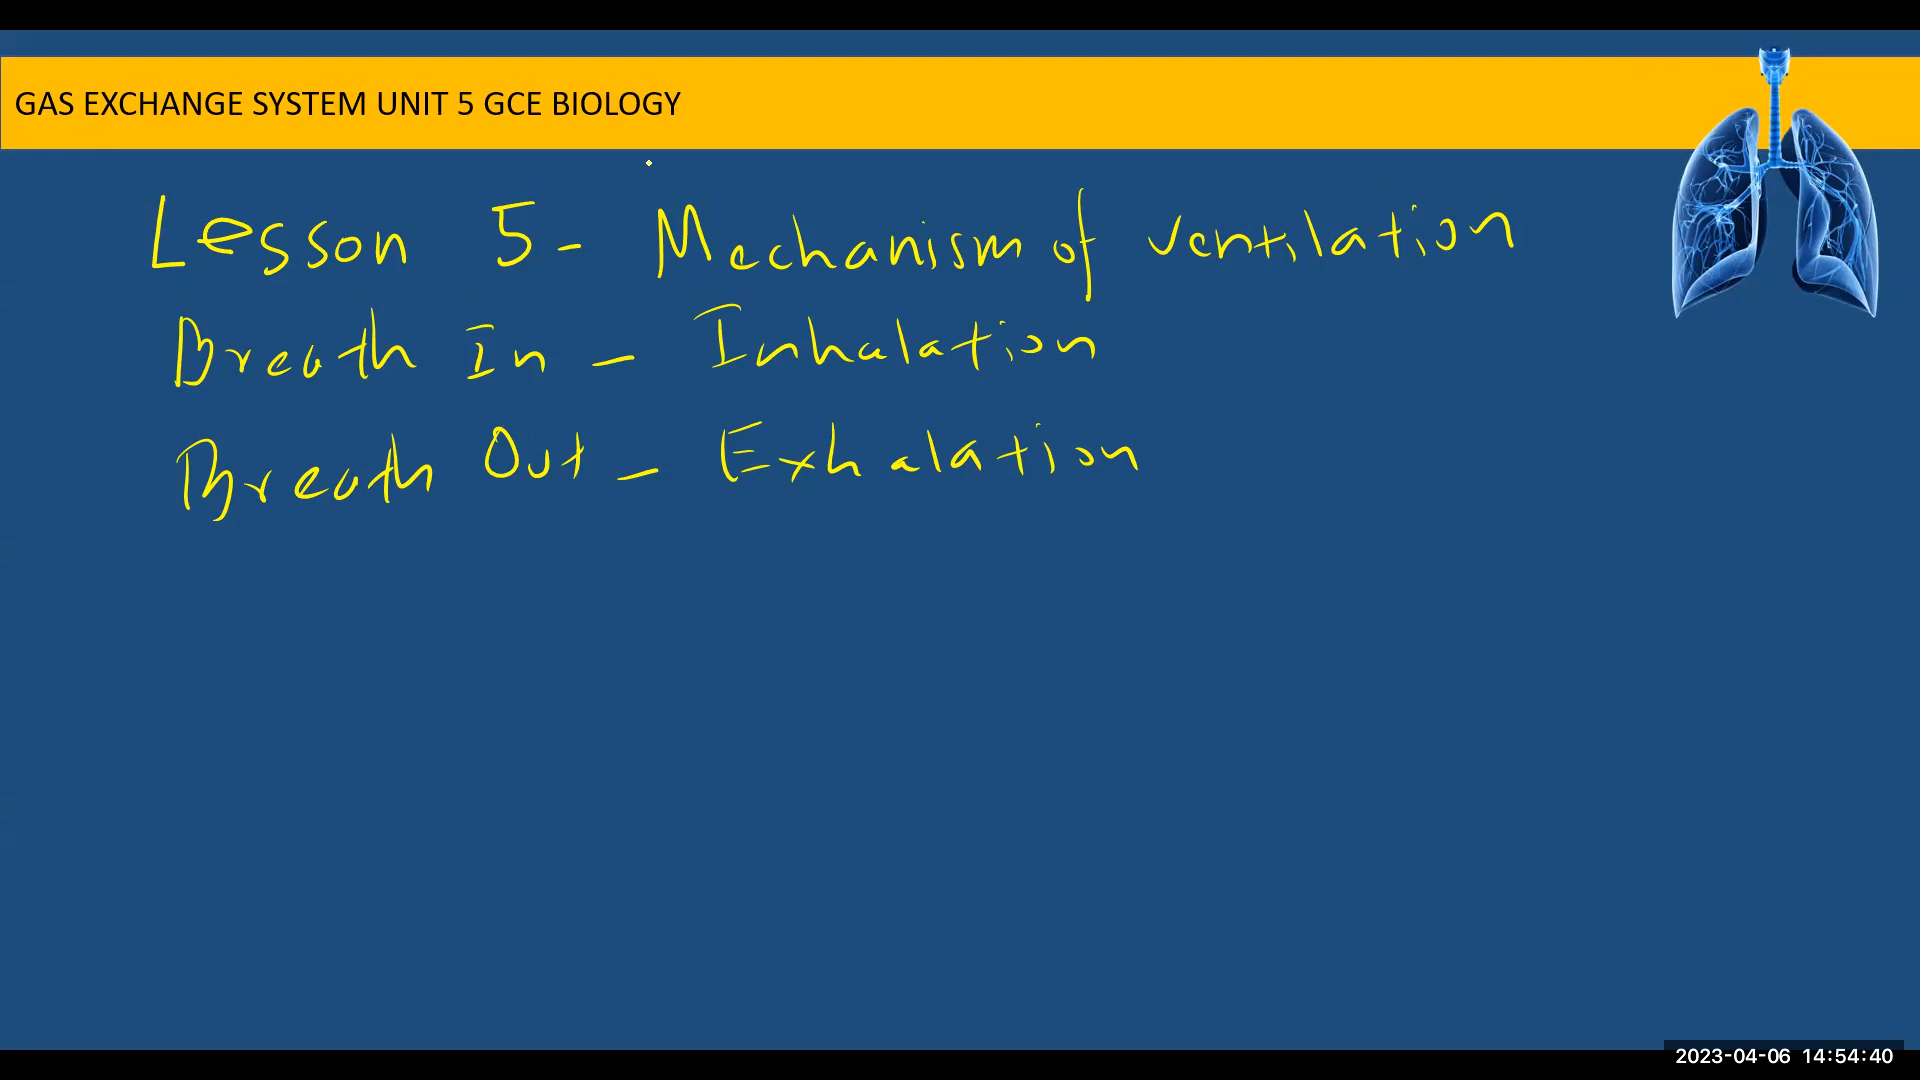 GAS EXCHANGE SYSTEM UNIT 5 GCE BIOLOGY
Lesson 5 - Mechanism of ventilation
Breath In - Inhalation
Breath Out - Exhalation
2023-04-06 14:54:40